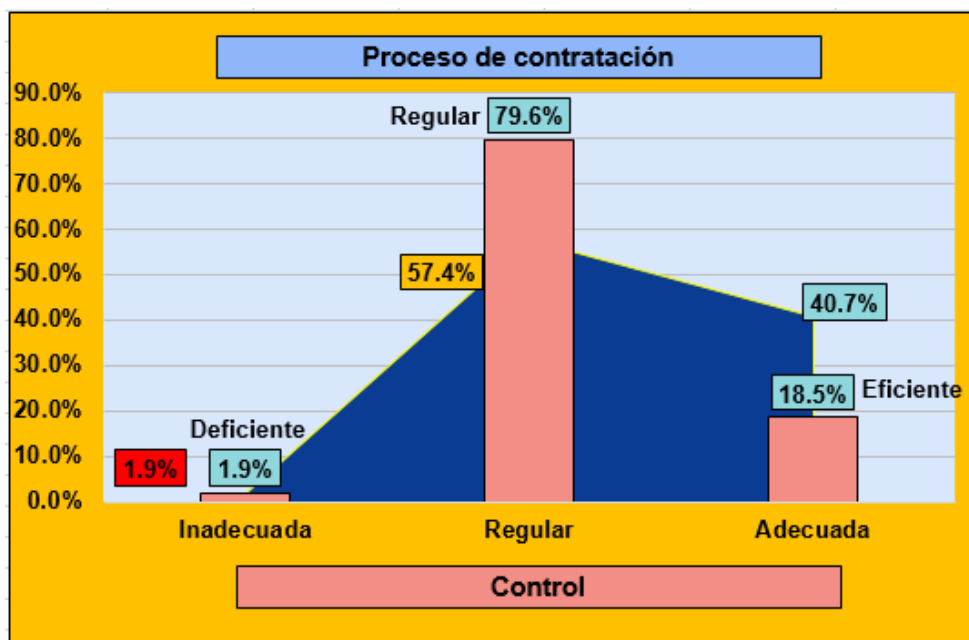 Proceso de contratación
90.0%
80.0%
70.0%
60.0%
50.0%
40.0%
30.0%
20.0%
10.0%
0.0%
Regular 79.6%
57.4%
40.7%
18.5% Eficiente
Deficiente
1.9% 1.9%
Inadecuada Regular Adecuada
Control